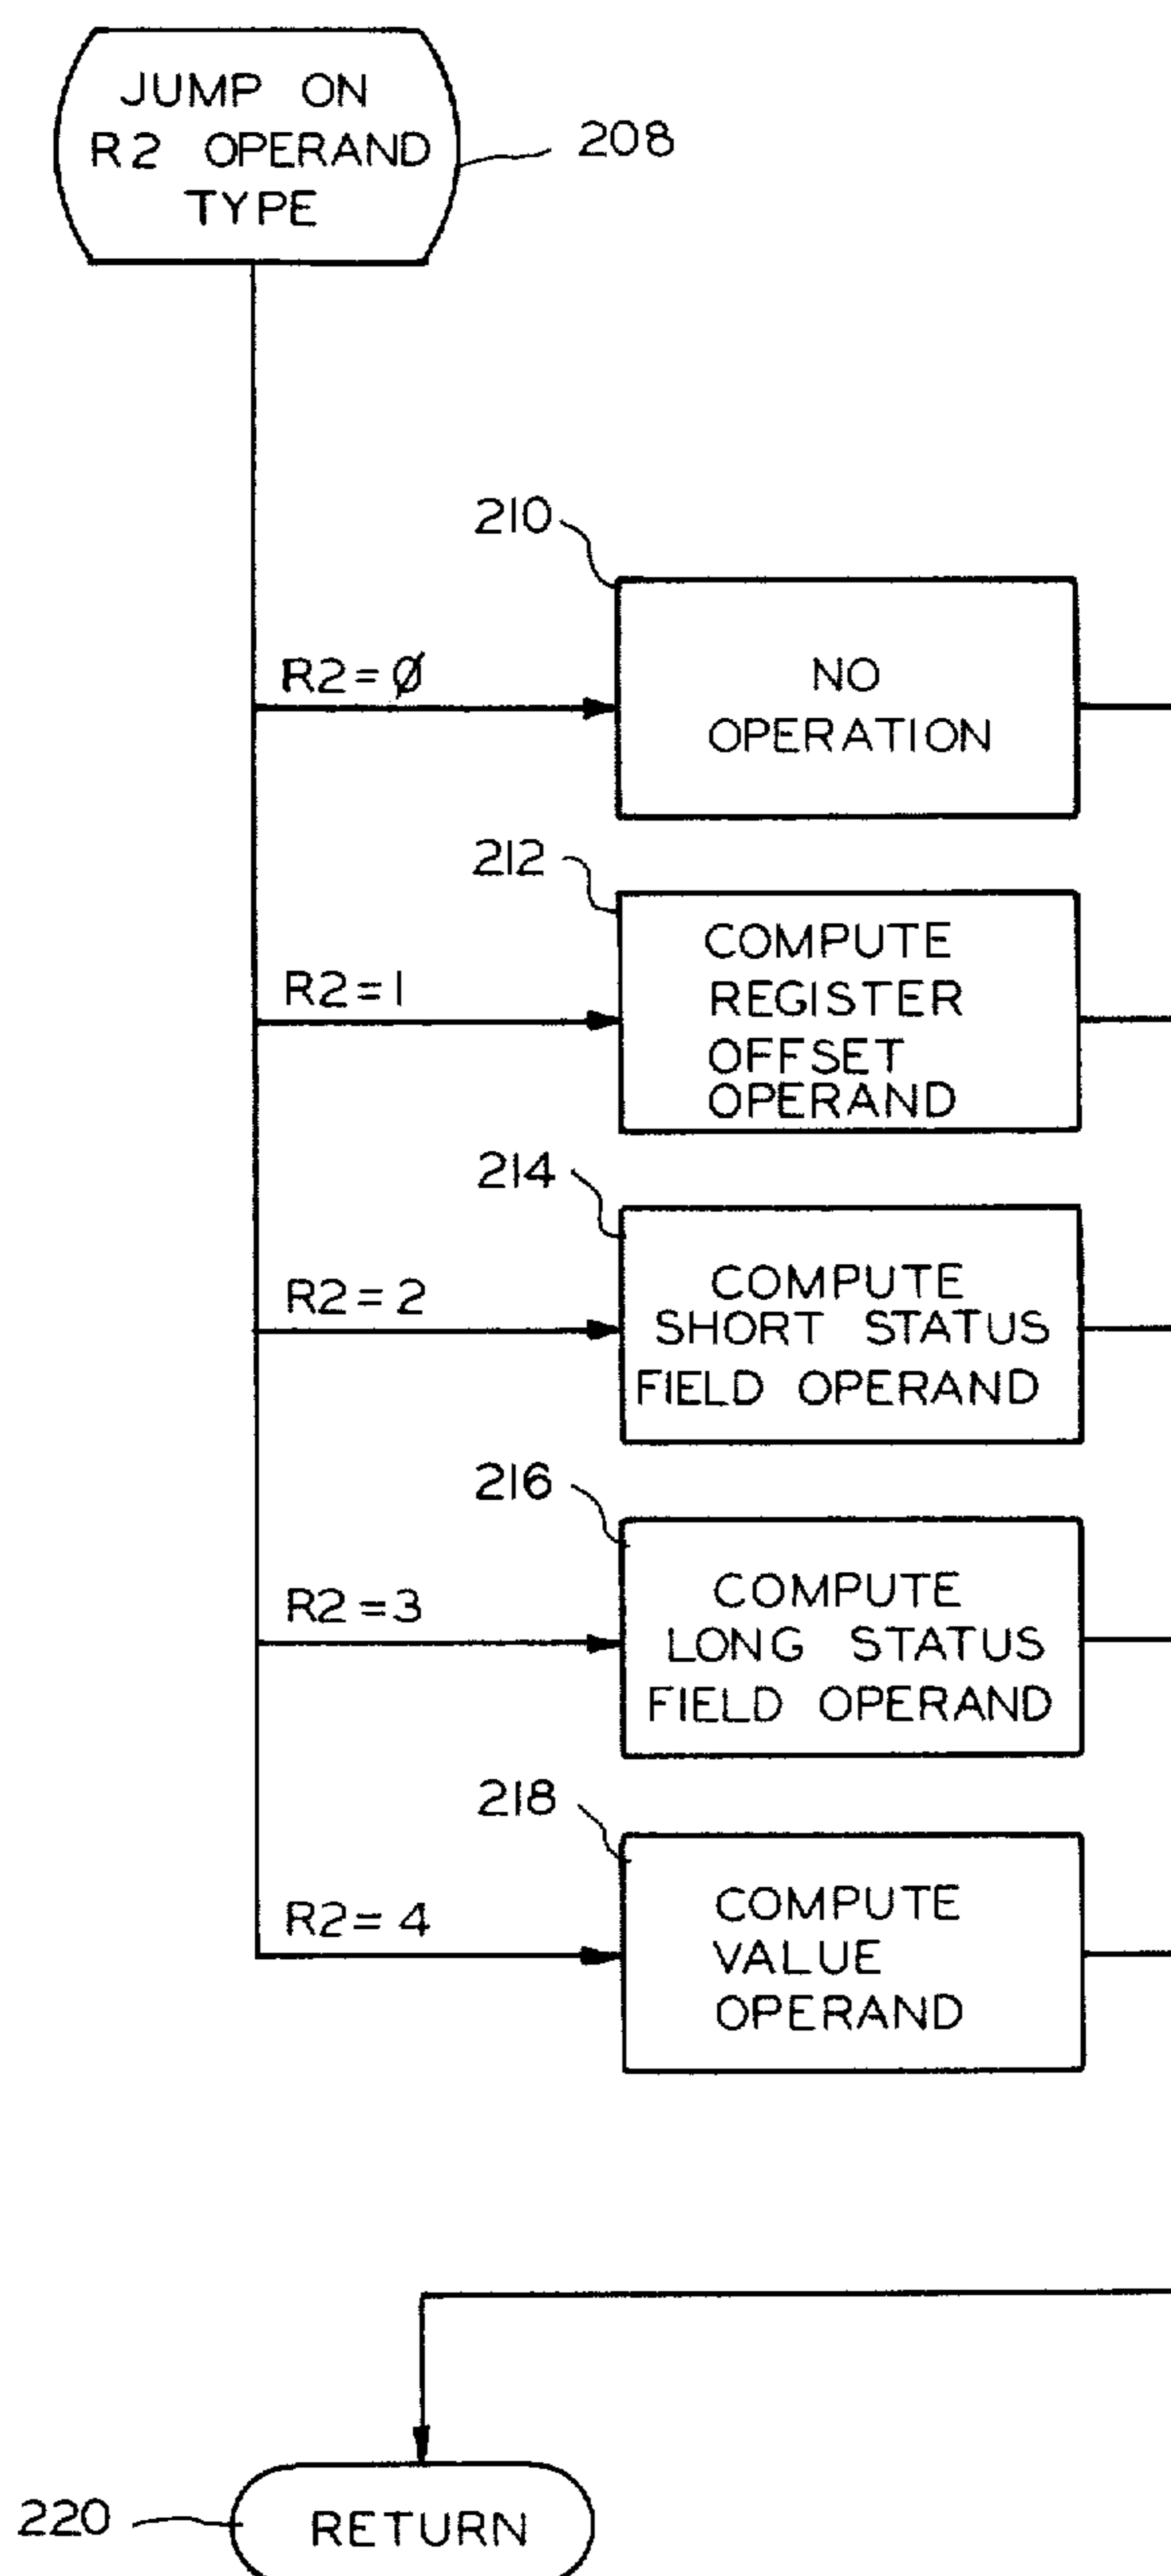 JUMP ON
R2 OPERAND
TYPE
208
210
R2=Ø
NO
OPERATION
212
R2=1
COMPUTE
REGISTER
OFFSET
OPERAND
214
R2=2
COMPUTE
SHORT STATUS
FIELD OPERAND
216
R2=3
COMPUTE
LONG STATUS
FIELD OPERAND
218
R2=4
COMPUTE
VALUE
OPERAND
220
RETURN